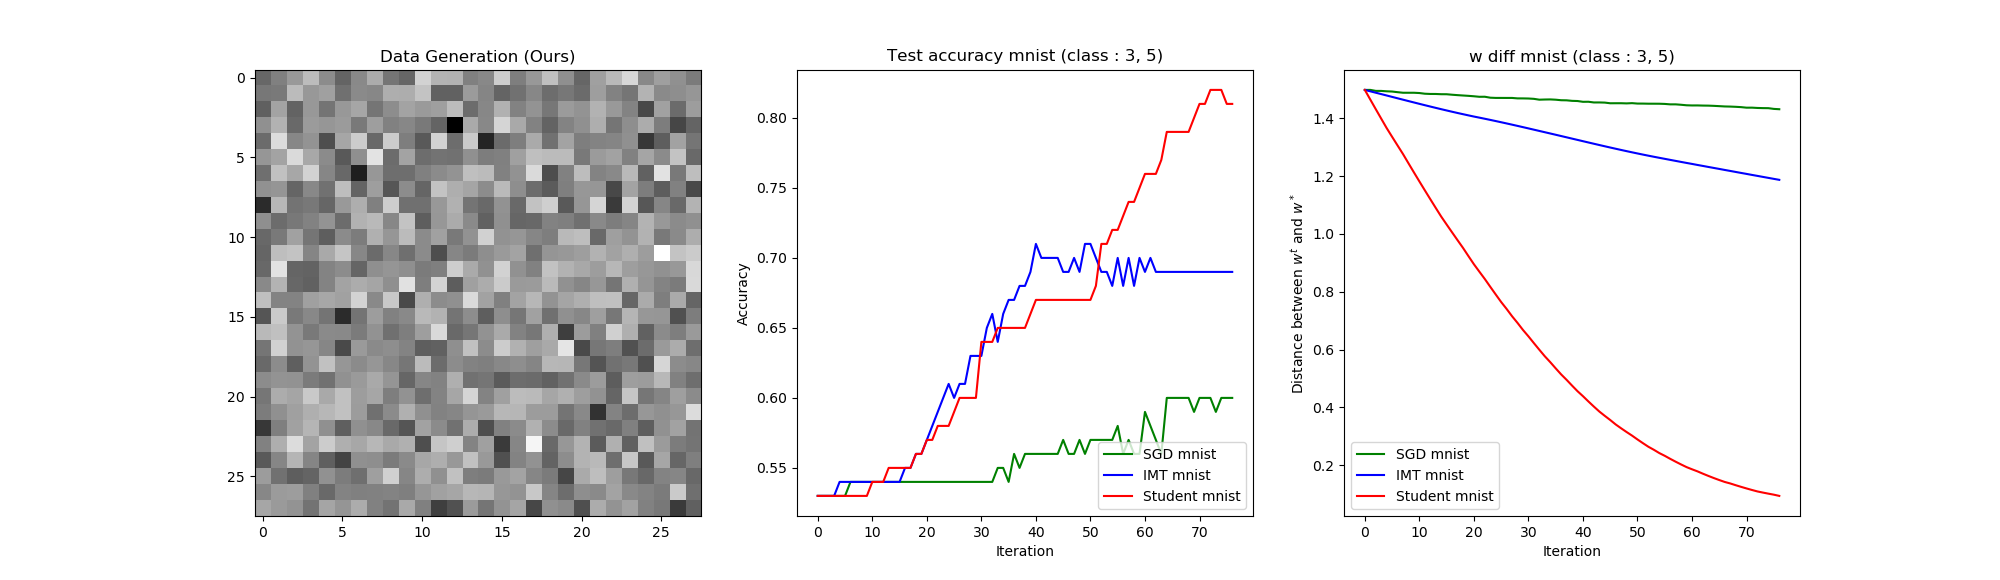 Data Generation (Ours)
0
5
10
15
20
25
0 5 10 15 20 25
Test accuracy mnist (class : 3, 5)
Accuracy
0.80
0.75
0.70
0.65
0.60
0.55
SGD mnist
IMT mnist
Student mnist
0 10 20 30 40 50 60 70
Iteration
w diff mnist (class : 3, 5)
Distance between w^t and w^*
1.4
1.2
1.0
0.8
0.6
0.4
0.2
SGD mnist
IMT mnist
Student mnist
0 10 20 30 40 50 60 70
Iteration